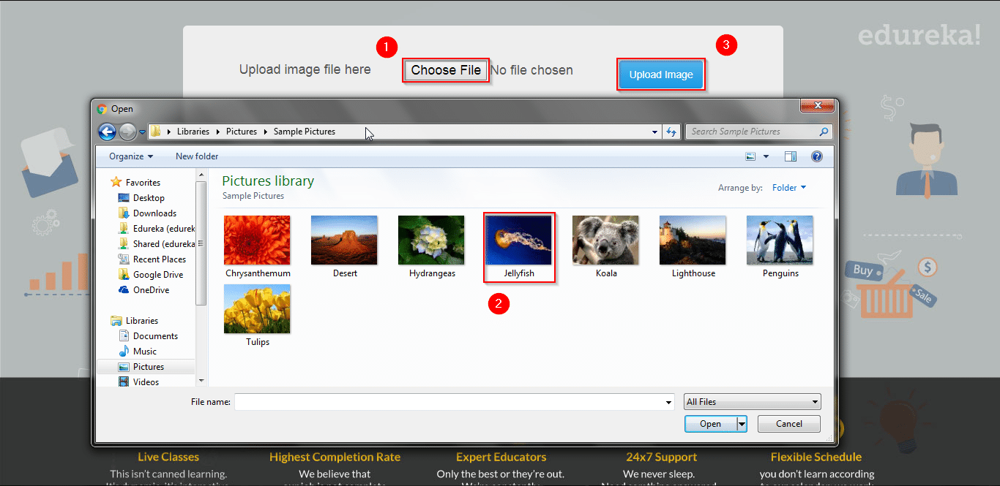 edureka!
1
3
Upload image file here
Choose File No file chosen
Upload Image
Open
Libraries Pictures Sample Pictures
Search Sample Pictures
Organize
New folder
Favorites
Desktop
Downloads
Edureka (edurek
Shared (edureka
Recent Places
Google Drive
OneDrive
Libraries
Documents
Music
Pictures
Videos
Pictures library
Sample Pictures
Arrange by: Folder
Chrysanthemum
Desert
Hydrangeas
Jellyfish
Koala
Lighthouse
Penguins
2
Tulips
File name:
All Files
Open
Cancel
Buy
Sale
Live Classes
This isn't canned learning.
Highest Completion Rate
We believe that
Expert Educators
Only the best or they're out.
24x7 Support
We never sleep.
Flexible Schedule
you don't learn according